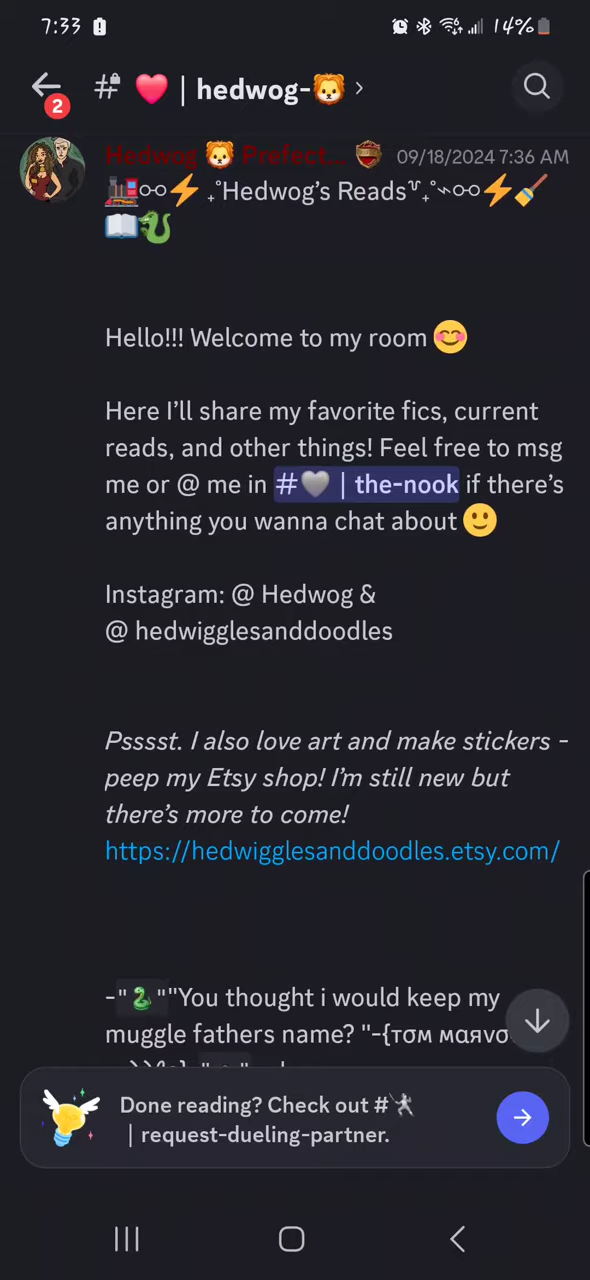 7:33
14%
2
# ❤️ | hedwog-🦁 ›
Hedwog 🦁 Prefect... 09/18/2024 7:36 AM
🚂o-o⚡ ₊˚Hedwog's Reads ₊˚ o-o⚡🧹
📖🐉
Hello!!! Welcome to my room 😊
Here I'll share my favorite fics, current
reads, and other things! Feel free to msg
me or @ me in #🩶 | the-nook if there's
anything you wanna chat about 🙂
Instagram: @ Hedwog &
@ hedwigglesanddoodles
Psssst. I also love art and make stickers -
peep my Etsy shop! I'm still new but
there's more to come!
https://hedwigglesanddoodles.etsy.com/
-"🐍""You thought i would keep my
muggle fathers name? "-{тσм мαяνσ
Done reading? Check out #🤺
| request-dueling-partner.